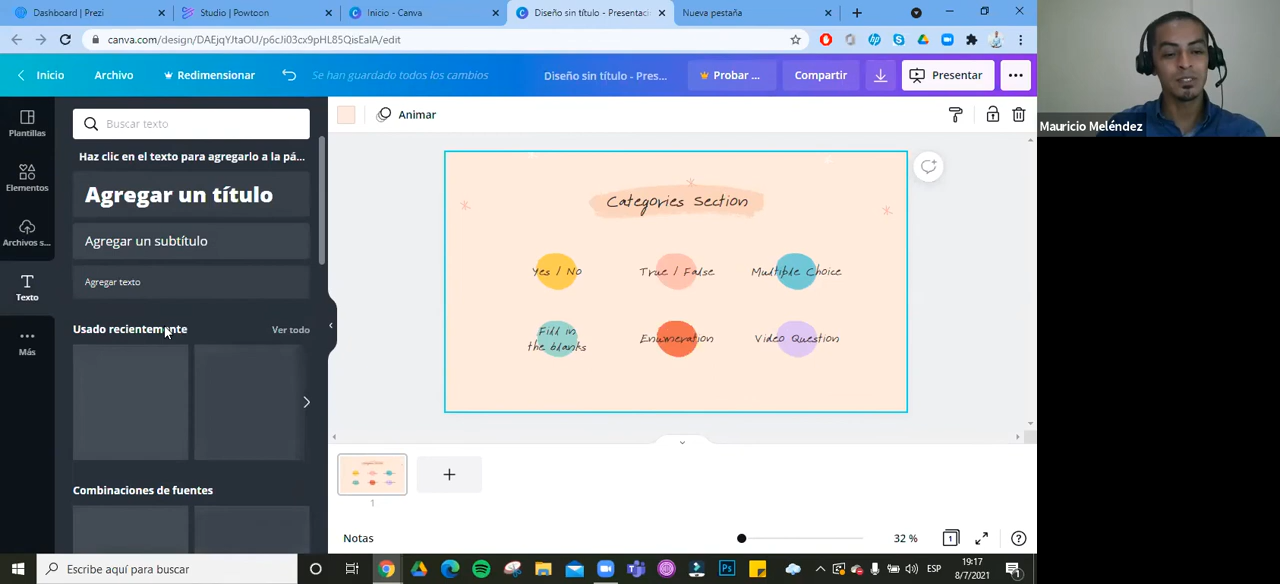 Dashboard | Prezi
Studio | Powtoon
Inicio - Canva
Diseño sin título - Presentaci
Nueva pestaña
canva.com/design/DAEjqYJtaOU/p6cJi03cx9pHL85QisEaIA/edit
Inicio
Archivo
Redimensionar
Se han guardado todos los cambios
Diseño sin título - Pres...
Probar ...
Compartir
Presentar
Mauricio Meléndez
Plantillas
Elementos
Archivos s...
Texto
Más
Buscar texto
Haz clic en el texto para agregarlo a la pá...
Agregar un título
Agregar un subtítulo
Agregar texto
Usado recientemente
Ver todo
Combinaciones de fuentes
Animar
Categories Section
Yes / No
True / False
Multible Choice
Fill in
the blanks
Enumeration
Video Question
1
Notas
32 %
1
Escribe aquí para buscar
ESP
19:17
8/7/2021